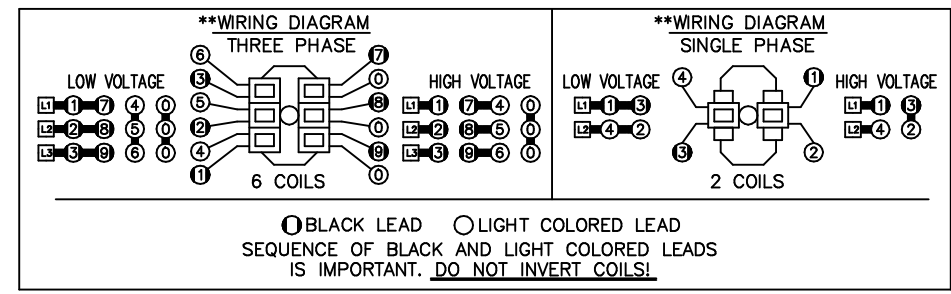 **WIRING DIAGRAM
THREE PHASE
LOW VOLTAGE
L1 1 7 4 0
L2 2 8 5 0
L3 3 9 6 0
6
3
5
2
4
1
7
0
8
0
9
0
6 COILS
HIGH VOLTAGE
L1 1 7 4 0
L2 2 8 5 0
L3 3 9 6 0
**WIRING DIAGRAM
SINGLE PHASE
LOW VOLTAGE
L1 1 3
L2 4 2
4
3
1
2
2 COILS
HIGH VOLTAGE
L1 1 3
L2 4 2
BLACK LEAD LIGHT COLORED LEAD
SEQUENCE OF BLACK AND LIGHT COLORED LEADS
IS IMPORTANT. DO NOT INVERT COILS!